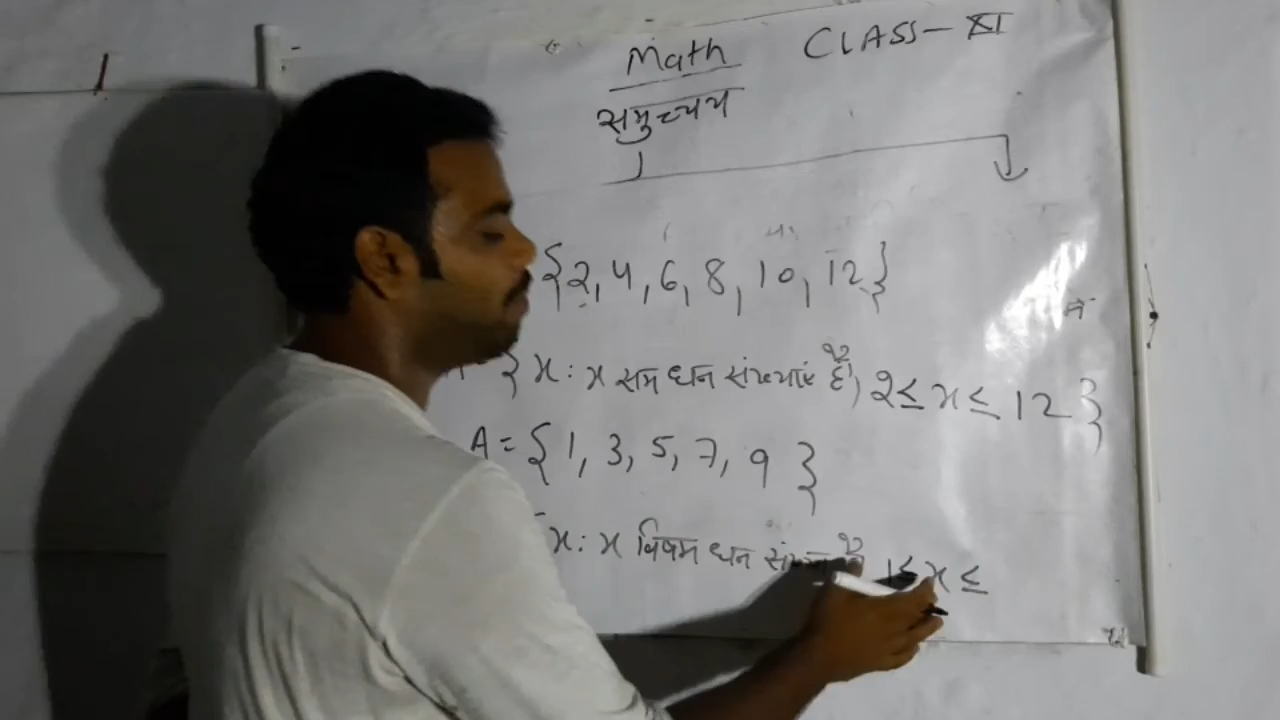 Math CLASS-XI
समुच्चय
{2, 4, 6, 8, 10, 12}
{ x : x सम धन संख्याएं है, 2 ≤ x ≤ 12 }
A = { 1, 3, 5, 7, 9 }
x : x विषम धन 1 ≤ x ≤